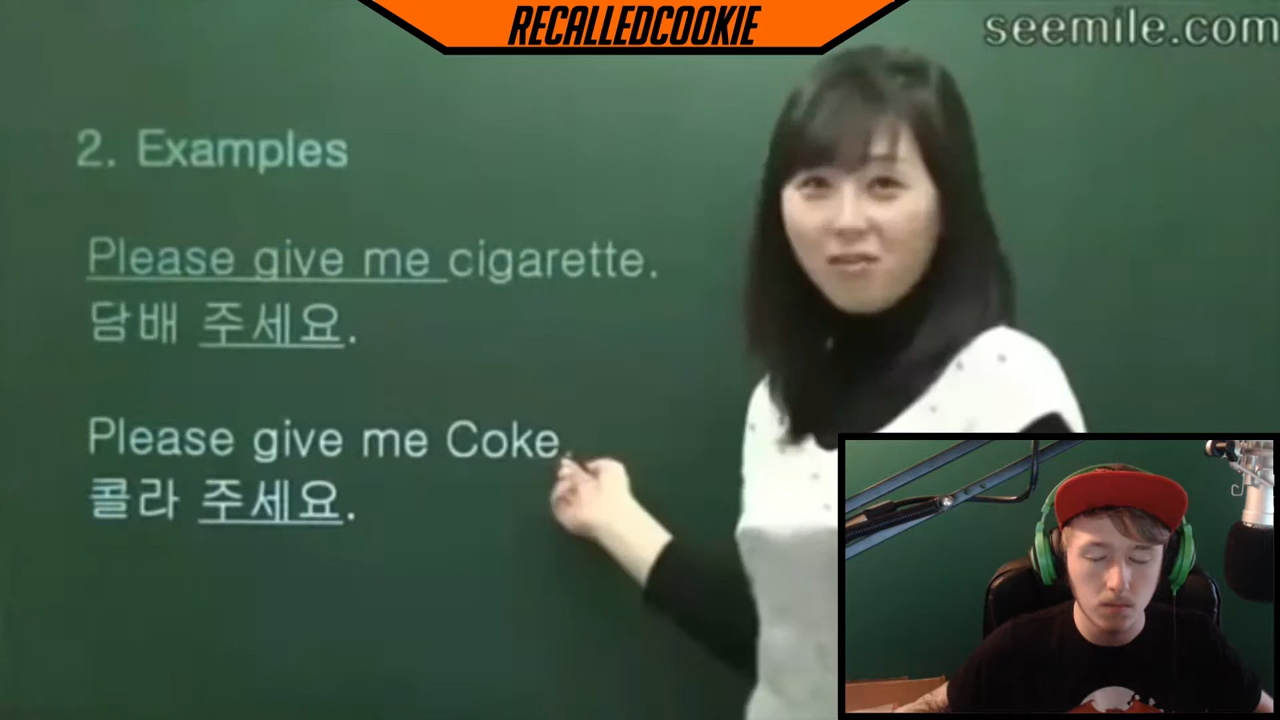 RECALLEDCOOKIE
seemile.com
2. Examples
Please give me cigarette.
담배 주세요.
Please give me Coke.
콜라 주세요.